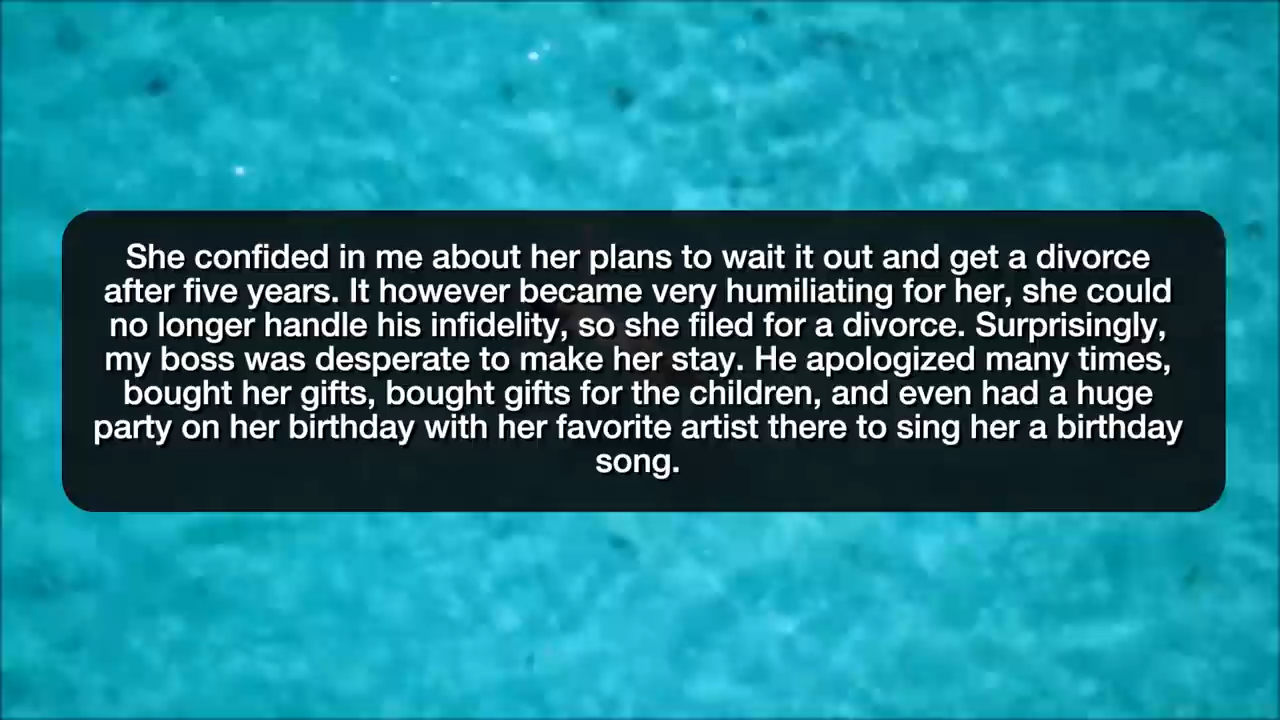 She confided in me about her plans to wait it out and get a divorce
after five years. It however became very humiliating for her, she could
no longer handle his infidelity, so she filed for a divorce. Surprisingly,
my boss was desperate to make her stay. He apologized many times,
bought her gifts, bought gifts for the children, and even had a huge
party on her birthday with her favorite artist there to sing her a birthday
song.